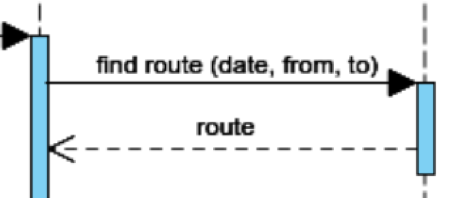 find route (date, from, to)
route